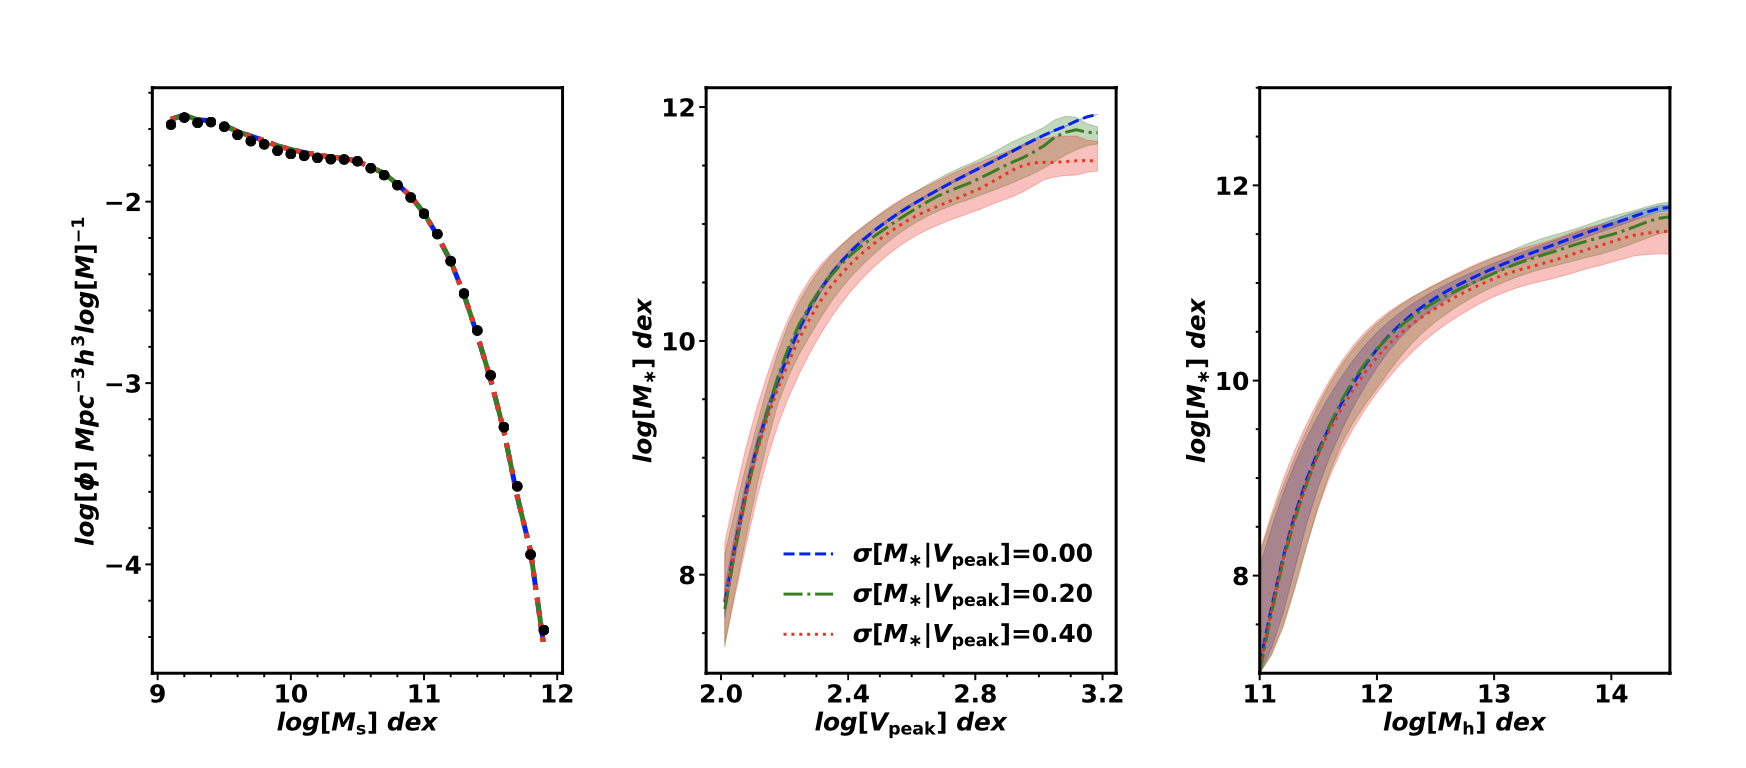 log[ϕ] Mpc⁻³h³log[M]⁻¹
−2
−3
−4
9 10 11 12
log[Mₛ] dex
log[M∗] dex
12
10
8
σ[M∗|Vpeak]=0.00
σ[M∗|Vpeak]=0.20
σ[M∗|Vpeak]=0.40
2.0 2.4 2.8 3.2
log[Vpeak] dex
log[M∗] dex
12
10
8
11 12 13 14
log[Mₕ] dex